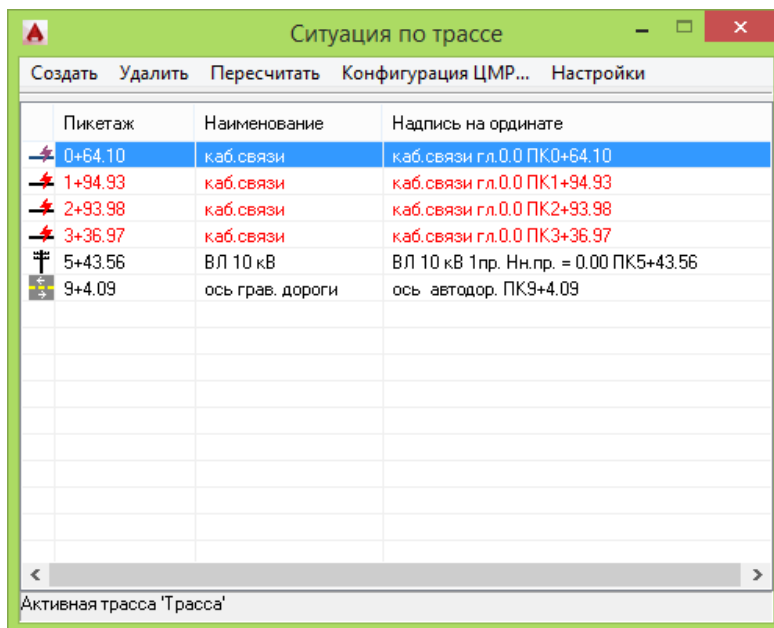 Ситуация по трассе
Создать Удалить Пересчитать Конфигурация ЦМР... Настройки
Пикетаж Наименование Надпись на ординате
0+64.10 каб.связи каб.связи гл.0.0 ПК0+64.10
1+94.93 каб.связи каб.связи гл.0.0 ПК1+94.93
2+93.98 каб.связи каб.связи гл.0.0 ПК2+93.98
3+36.97 каб.связи каб.связи гл.0.0 ПК3+36.97
5+43.56 ВЛ 10 кВ ВЛ 10 кВ 1пр. Нн.пр. = 0.00 ПК5+43.56
9+4.09 ось грав. дороги ось автодор. ПК9+4.09
Активная трасса 'Трасса'